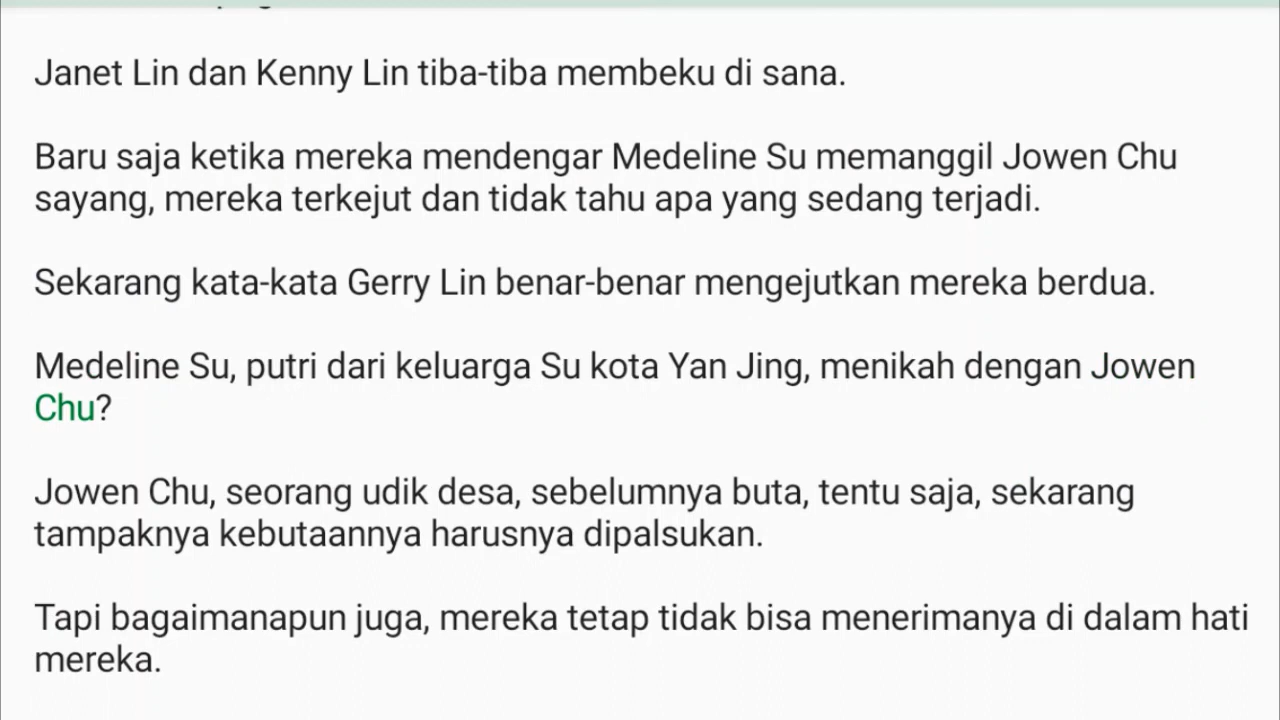 Janet Lin dan Kenny Lin tiba-tiba membeku di sana.
Baru saja ketika mereka mendengar Medeline Su memanggil Jowen Chu
sayang, mereka terkejut dan tidak tahu apa yang sedang terjadi.
Sekarang kata-kata Gerry Lin benar-benar mengejutkan mereka berdua.
Medeline Su, putri dari keluarga Su kota Yan Jing, menikah dengan Jowen
Chu?
Jowen Chu, seorang udik desa, sebelumnya buta, tentu saja, sekarang
tampaknya kebutaannya harusnya dipalsukan.
Tapi bagaimanapun juga, mereka tetap tidak bisa menerimanya di dalam hati
mereka.